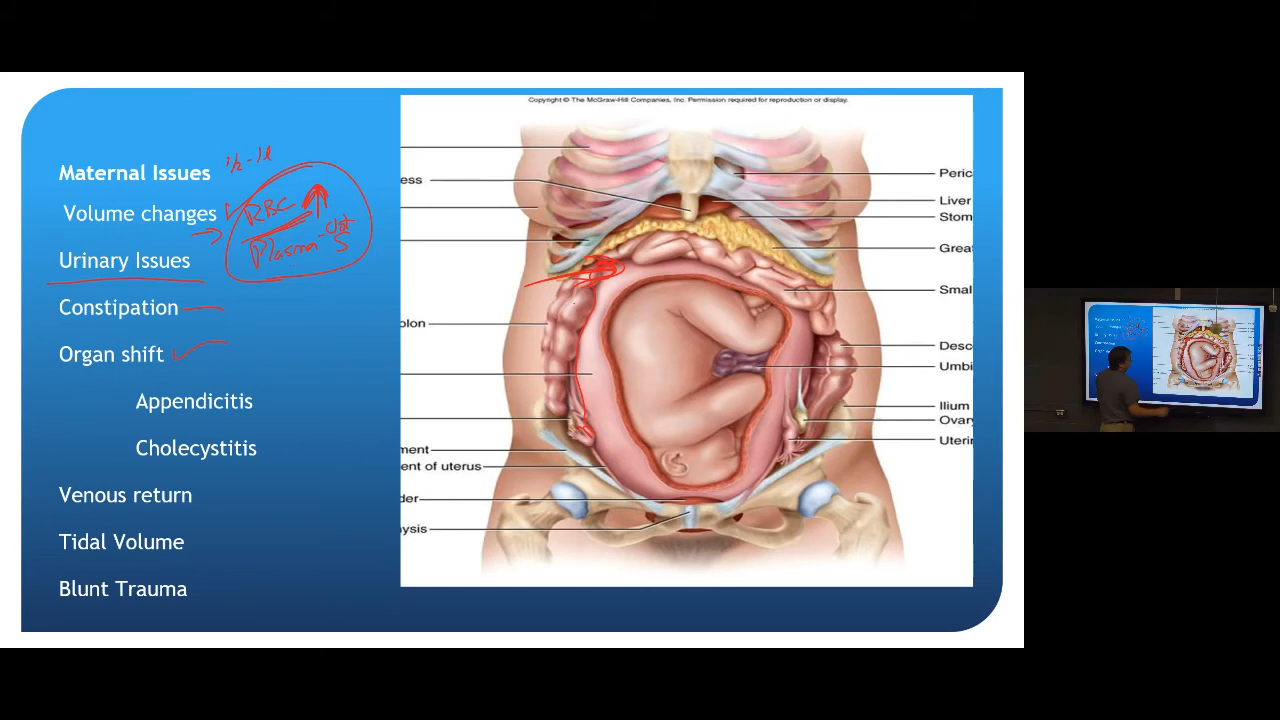 Copyright © The McGraw-Hill Companies, Inc. Permission required for reproduction or display.
Maternal Issues
1/2 - 1l
Volume changes
RBC
Plasma -
Urinary Issues
Constipation
Organ shift
Appendicitis
Cholecystitis
Venous return
Tidal Volume
Blunt Trauma
ess
olon
ment
ent of uterus
der
ysis
Peric
Liver
Stom
Great
Smal
Desc
Umbi
Ilium
Ovar
Uteri